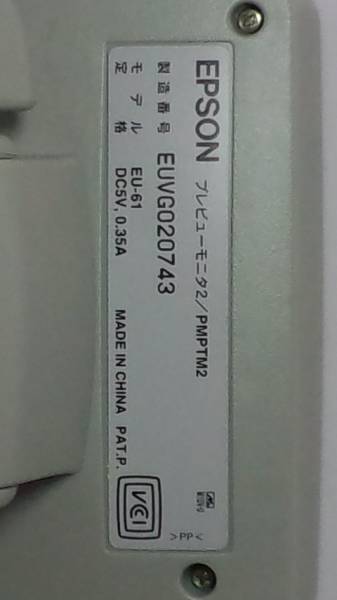 EPSON プレビューモニタ2/PMPTM2
製造番号 EUVG020743
モデル EU-61
定格 DC5V, 0.35A MADE IN CHINA PAT.P.
VCI
>PP<